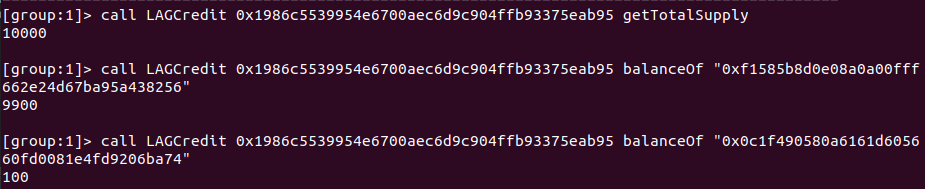 [group:1]> call LAGCredit 0x1986c5539954e6700aec6d9c904ffb93375eab95 getTotalSupply
10000
[group:1]> call LAGCredit 0x1986c5539954e6700aec6d9c904ffb93375eab95 balanceOf "0xf1585b8d0e08a0a00fff
662e24d67ba95a438256"
9900
[group:1]> call LAGCredit 0x1986c5539954e6700aec6d9c904ffb93375eab95 balanceOf "0x0c1f490580a6161d6056
60fd0081e4fd9206ba74"
100